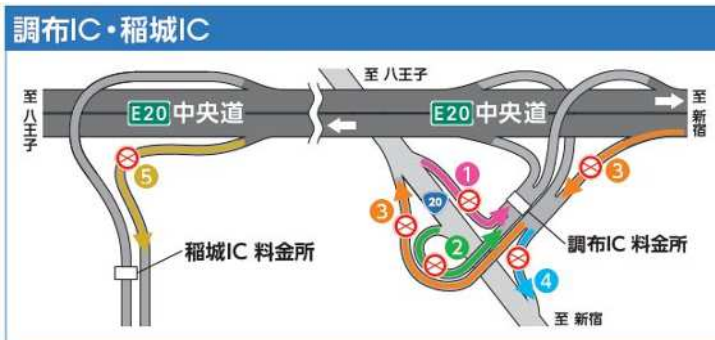 調布IC・稲城IC
至 八王子
至 八王子
E20 中央道
E20 中央道
至 新宿
1
3
5
3
20
2
稲城IC 料金所
調布IC 料金所
4
至 新宿